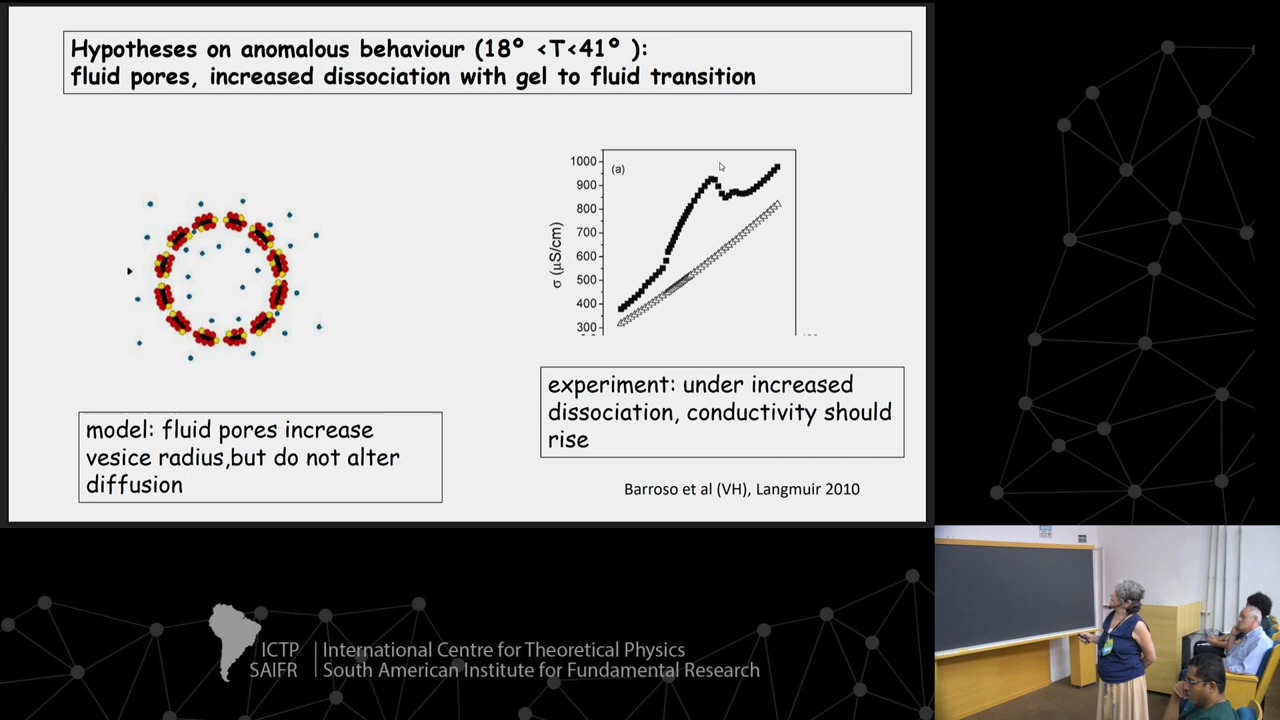 Hypotheses on anomalous behaviour (18° <T<41° ):
fluid pores, increased dissociation with gel to fluid transition
(a)
1000
900
800
700
600
500
400
300
σ (μS/cm)
model: fluid pores increase
vesice radius,but do not alter
diffusion
experiment: under increased
dissociation, conductivity should
rise
Barroso et al (VH), Langmuir 2010
ICTP
SAIFR
International Centre for Theoretical Physics
South American Institute for Fundamental Research